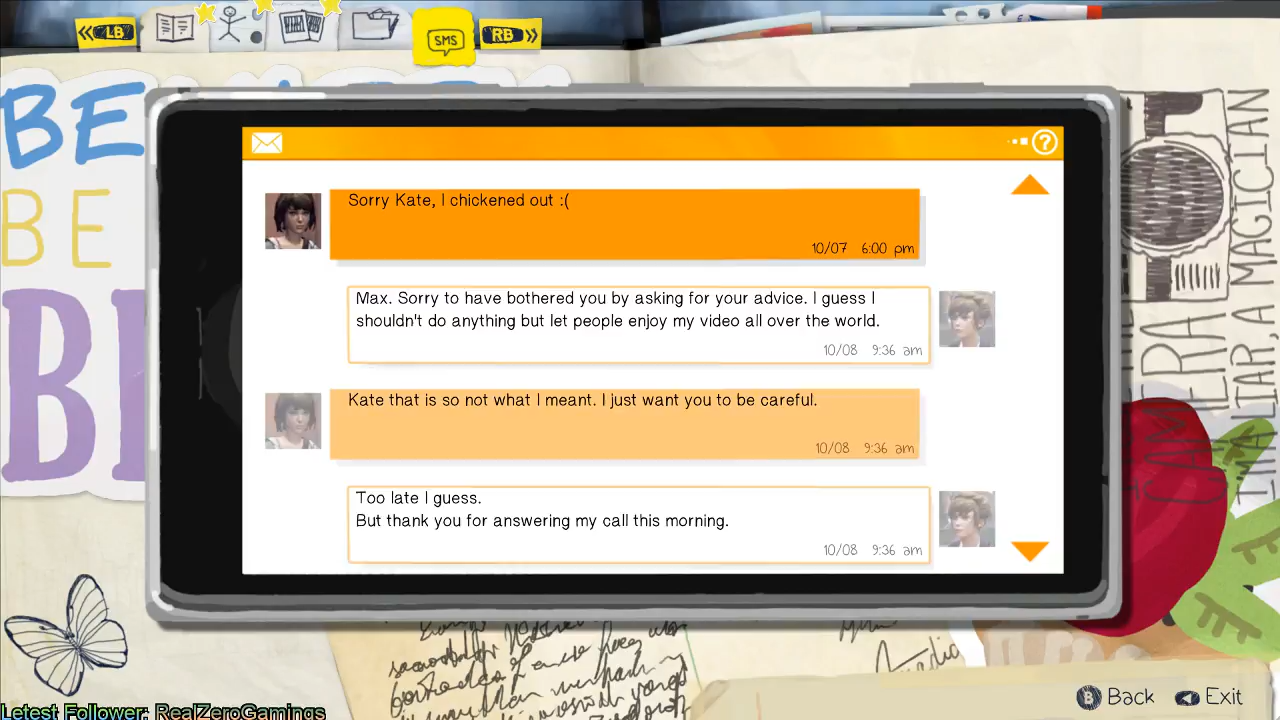 LB
SMS
RB
BE
BE
Sorry Kate, I chickened out :(
10/07 6:00 pm
Max. Sorry to have bothered you by asking for your advice. I guess I
shouldn't do anything but let people enjoy my video all over the world.
10/08 9:36 am
Kate that is so not what I meant. I just want you to be careful.
10/08 9:36 am
Too late I guess.
But thank you for answering my call this morning.
10/08 9:36 am
?
MAGICIAN
B Back
Exit
Letest Follower: RealZeroGamings